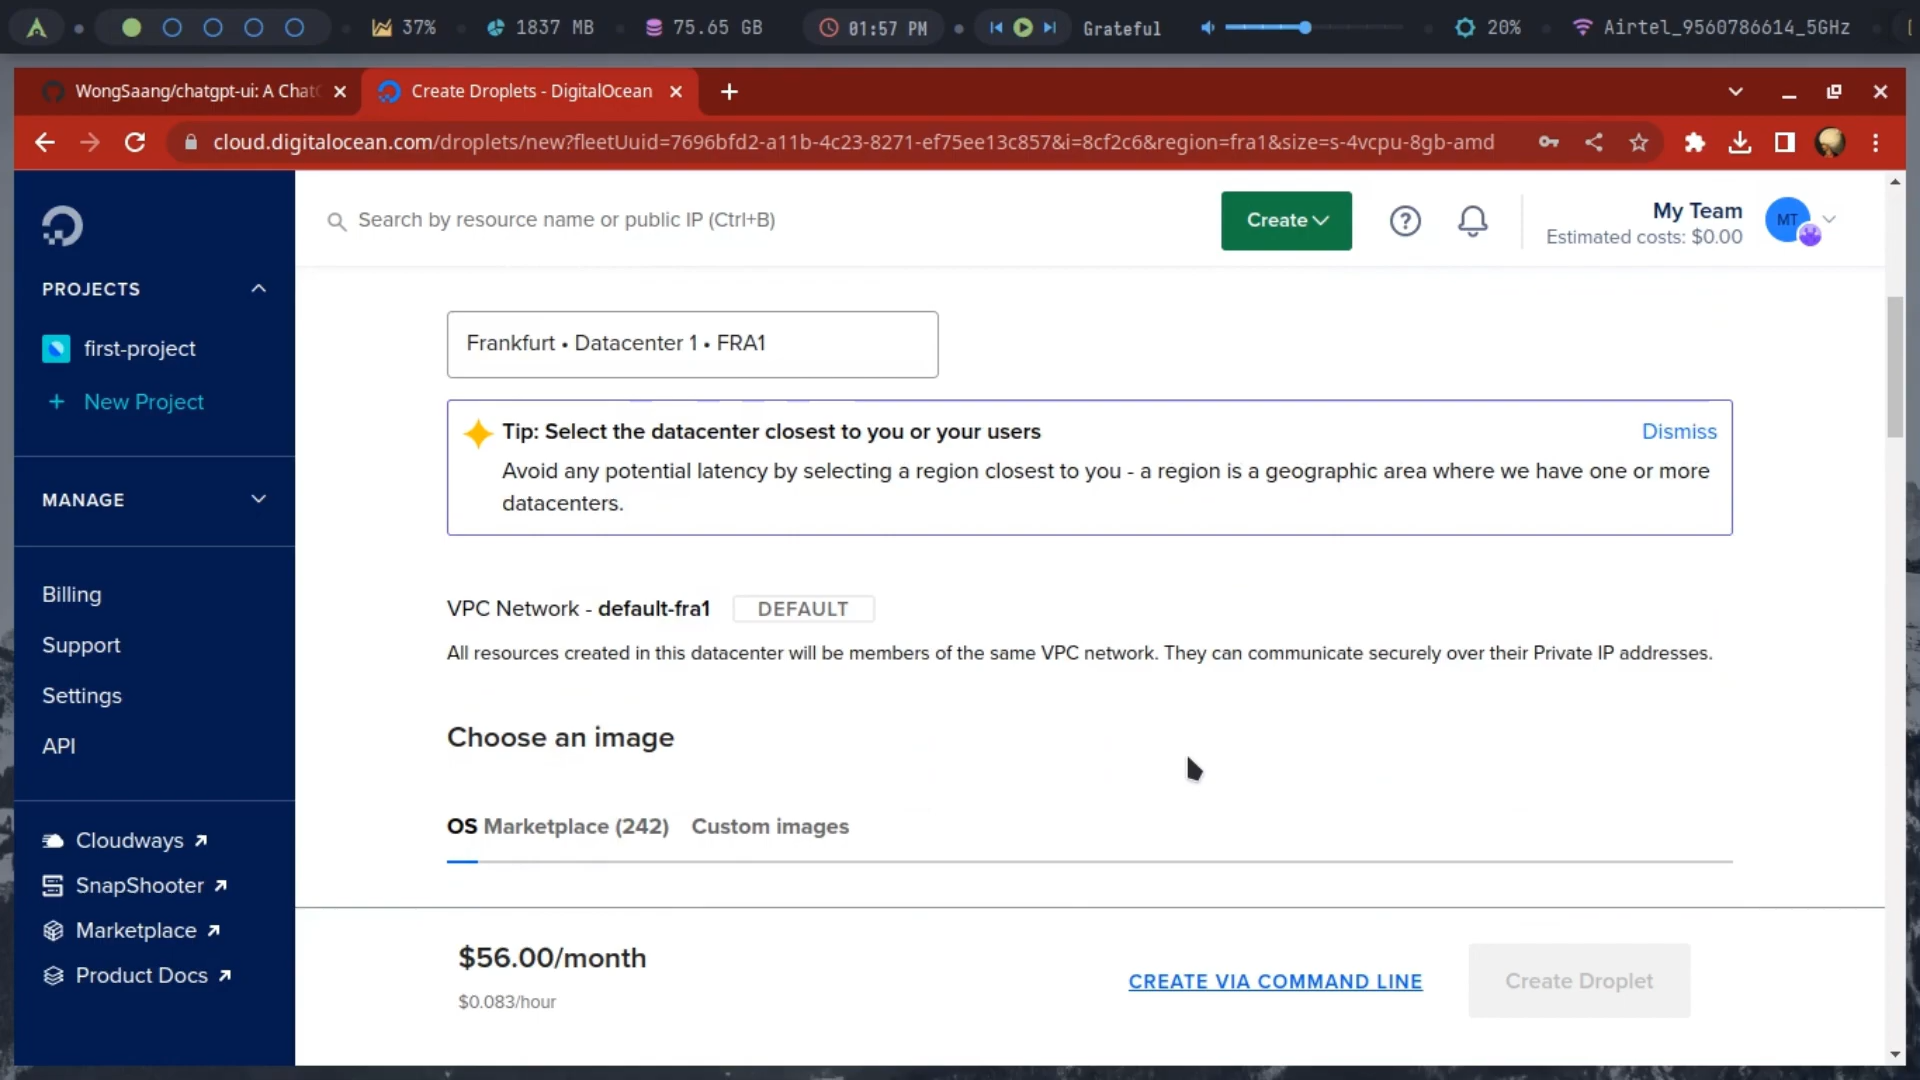 37%
1837 MB
75.65 GB
01:57 PM
Grateful
20%
Airtel_9560786614_5GHz
WongSaang/chatgpt-ui: A Chat
Create Droplets - DigitalOcean
cloud.digitalocean.com/droplets/new?fleetUuid=7696bfd2-a11b-4c23-8271-ef75ee13c857&i=8cf2c6&region=fra1&size=s-4vcpu-8gb-amd
Search by resource name or public IP (Ctrl+B)
Create
My Team
Estimated costs: $0.00
MT
PROJECTS
first-project
+ New Project
MANAGE
Billing
Support
Settings
API
Cloudways
SnapShooter
Marketplace
Product Docs
Frankfurt • Datacenter 1 • FRA1
Tip: Select the datacenter closest to you or your users
Dismiss
Avoid any potential latency by selecting a region closest to you - a region is a geographic area where we have one or more
datacenters.
VPC Network - default-fra1 DEFAULT
All resources created in this datacenter will be members of the same VPC network. They can communicate securely over their Private IP addresses.
Choose an image
OS Marketplace (242) Custom images
$56.00/month
$0.083/hour
CREATE VIA COMMAND LINE
Create Droplet